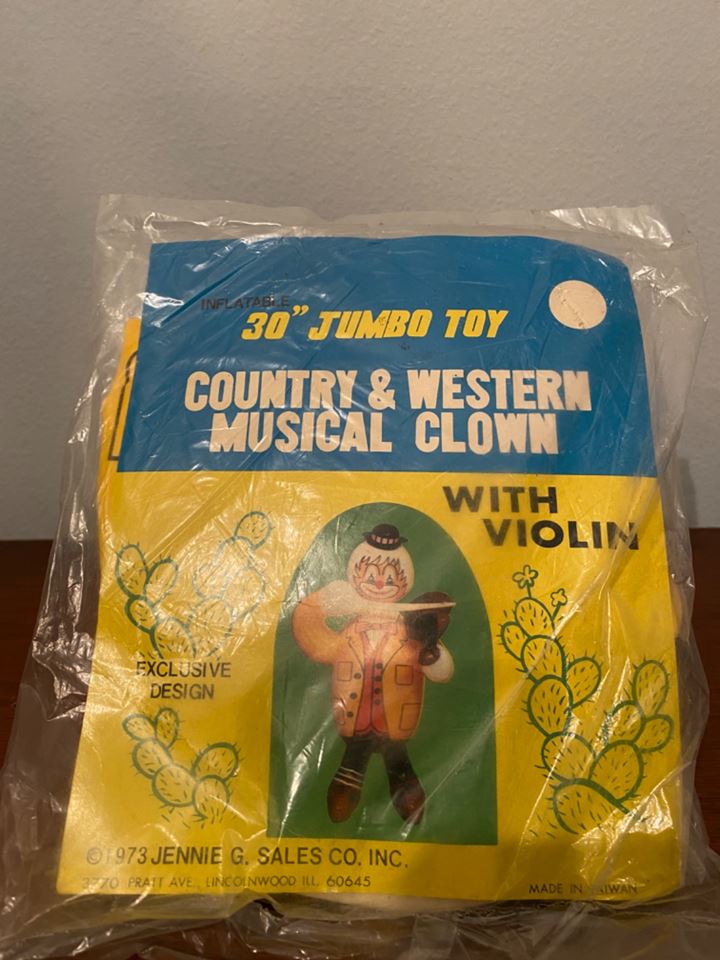 INFLATABLE
30" JUMBO TOY
COUNTRY & WESTERN
MUSICAL CLOWN
WITH
VIOLIN
EXCLUSIVE
DESIGN
©1973 JENNIE G. SALES CO. INC.
3770 PRATT AVE., LINCOLNWOOD ILL. 60645
MADE IN TAIWAN